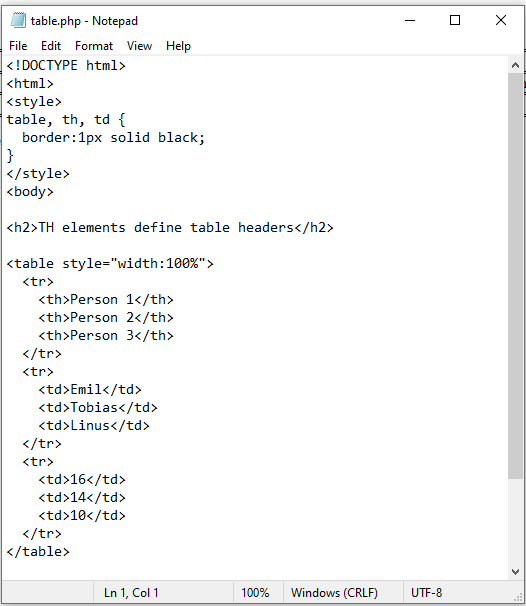 table.php - Notepad
File Edit Format View Help
<!DOCTYPE html>
<html>
<style>
table, th, td {
  border:1px solid black;
}
</style>
<body>

<h2>TH elements define table headers</h2>

<table style="width:100%">
  <tr>
    <th>Person 1</th>
    <th>Person 2</th>
    <th>Person 3</th>
  </tr>
  <tr>
    <td>Emil</td>
    <td>Tobias</td>
    <td>Linus</td>
  </tr>
  <tr>
    <td>16</td>
    <td>14</td>
    <td>10</td>
  </tr>
</table>
Ln 1, Col 1 100% Windows (CRLF) UTF-8